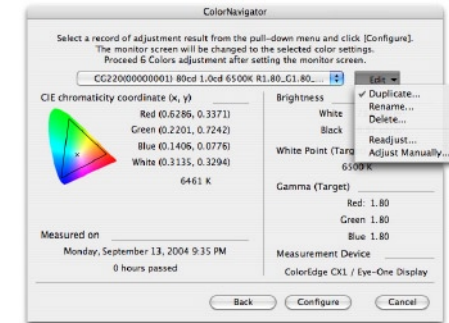 ColorNavigator
Select a record of adjustment result from the pull-down menu and click [Configure].
The monitor screen will be changed to the selected color settings.
Proceed 6 Colors adjustment after setting the monitor screen.
CG220(00000001) 80cd 1.0cd 6500K R1.80_G1.80_...
Edit
Duplicate...
Rename...
Delete...
Readjust...
Adjust Manually...
CIE chromaticity coordinate (x, y)
Red (0.6286, 0.3371)
Green (0.2201, 0.7242)
Blue (0.1406, 0.0776)
White (0.3135, 0.3294)
6461 K
Measured on
Monday, September 13, 2004 9:35 PM
0 hours passed
Brightness
White
Black
White Point (Targ
6500 K
Gamma (Target)
Red: 1.80
Green 1.80
Blue 1.80
Measurement Device
ColorEdge CX1 / Eye-One Display
Back
Configure
Cancel